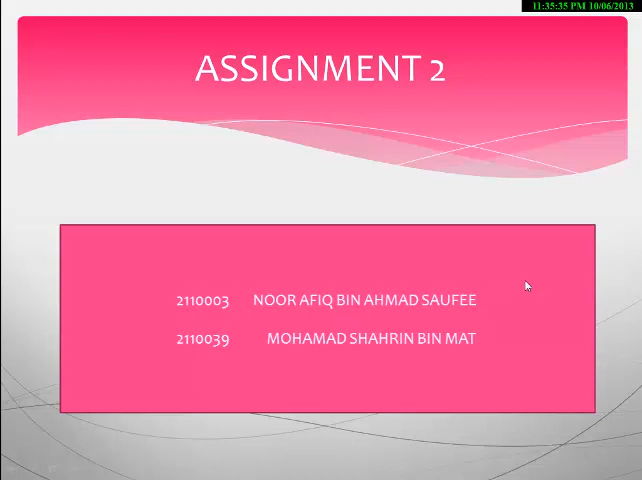 11:35:35 PM 10/06/2013
ASSIGNMENT 2
2110003 NOOR AFIQ BIN AHMAD SAUFEE
2110039 MOHAMAD SHAHRIN BIN MAT